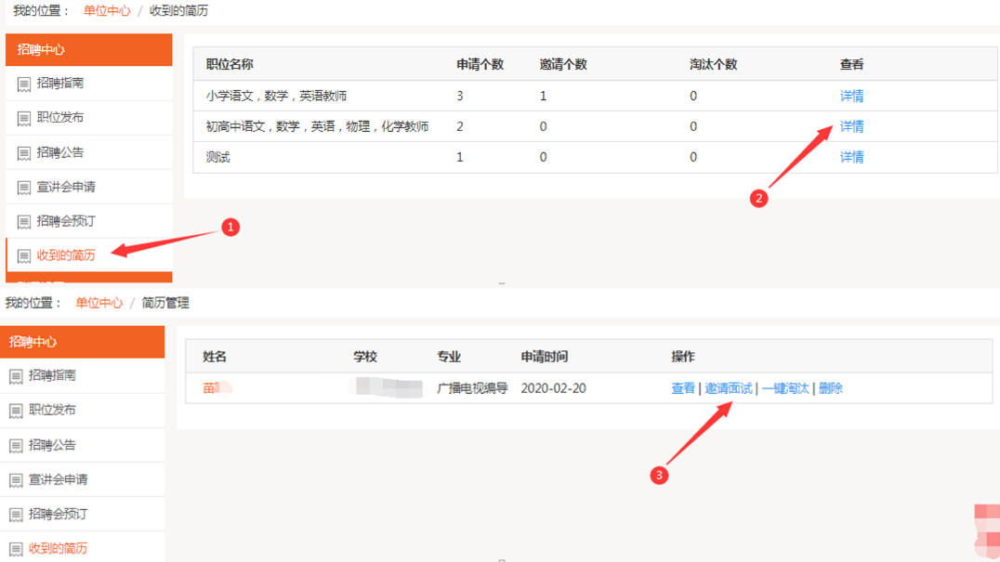 我的位置： 单位中心 / 收到的简历
招聘中心
招聘指南
职位发布
招聘公告
宣讲会申请
招聘会预订
收到的简历
职位名称 申请个数 邀请个数 淘汰个数 查看
小学语文，数学，英语教师 3 1 0 详情
初高中语文，数学，英语，物理，化学教师 2 0 0 详情
测试 1 0 0 详情
1
2
我的位置： 单位中心 / 简历管理
招聘中心
招聘指南
职位发布
招聘公告
宣讲会申请
招聘会预订
收到的简历
姓名 学校 专业 申请时间 操作
苗 广播电视编导 2020-02-20 查看 | 邀请面试 | 一键淘汰 | 删除
3